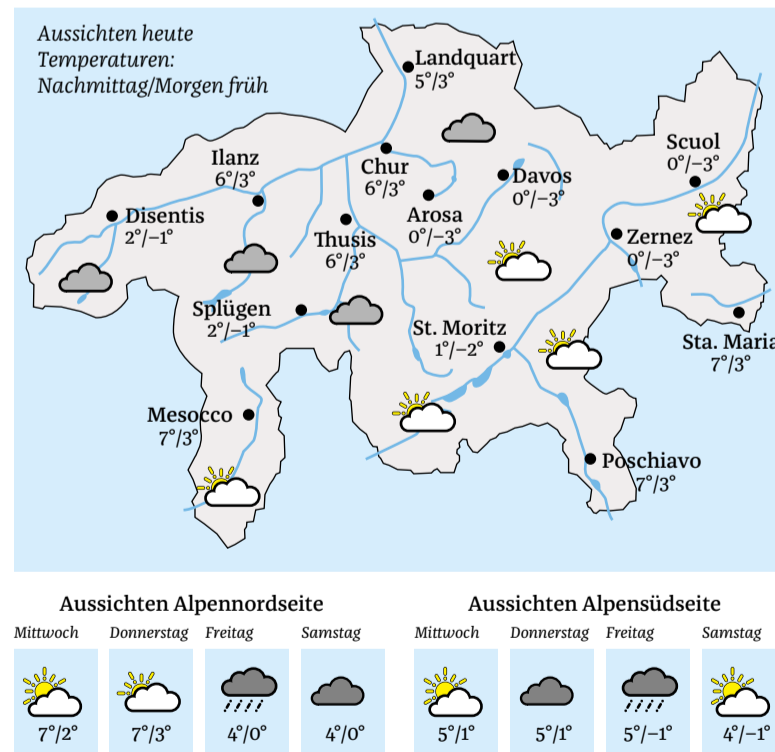 Aussichten heute
Temperaturen:
Nachmittag/Morgen früh
Landquart
5°/3°
Chur
6°/3°
Scuol
0°/−3°
Ilanz
6°/3°
Davos
0°/−3°
Arosa
0°/−3°
Disentis
2°/−1°
Thusis
6°/3°
Zernez
0°/−3°
Splügen
2°/−1°
St. Moritz
1°/−2°
Sta. Maria
7°/3°
Mesocco
7°/3°
Poschiavo
7°/3°
Aussichten Alpennordseite
Mittwoch Donnerstag Freitag Samstag
7°/2° 7°/3° 4°/0° 4°/0°
Aussichten Alpensüdseite
Mittwoch Donnerstag Freitag Samstag
5°/1° 5°/1° 5°/−1° 4°/−1°